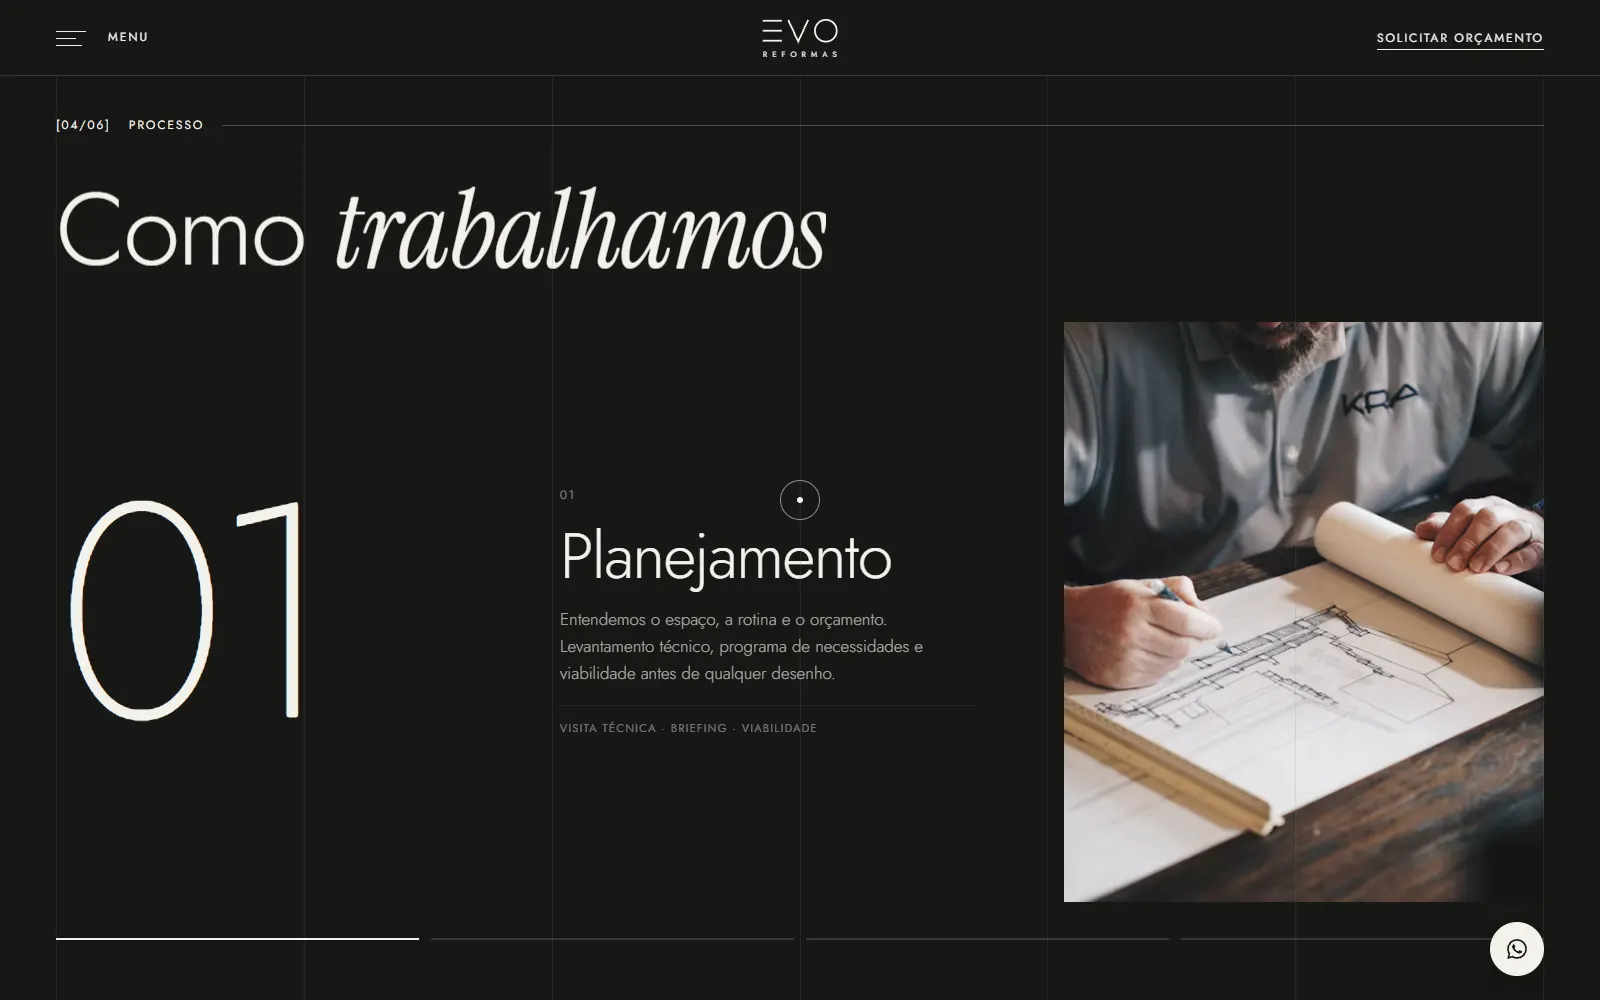 MENU
EVO
REFORMAS
SOLICITAR ORÇAMENTO
[04/06] PROCESSO
Como trabalhamos
KRA
01
01
Planejamento
Entendemos o espaço, a rotina e o orçamento.
Levantamento técnico, programa de necessidades e
viabilidade antes de qualquer desenho.
VISITA TÉCNICA · BRIEFING · VIABILIDADE